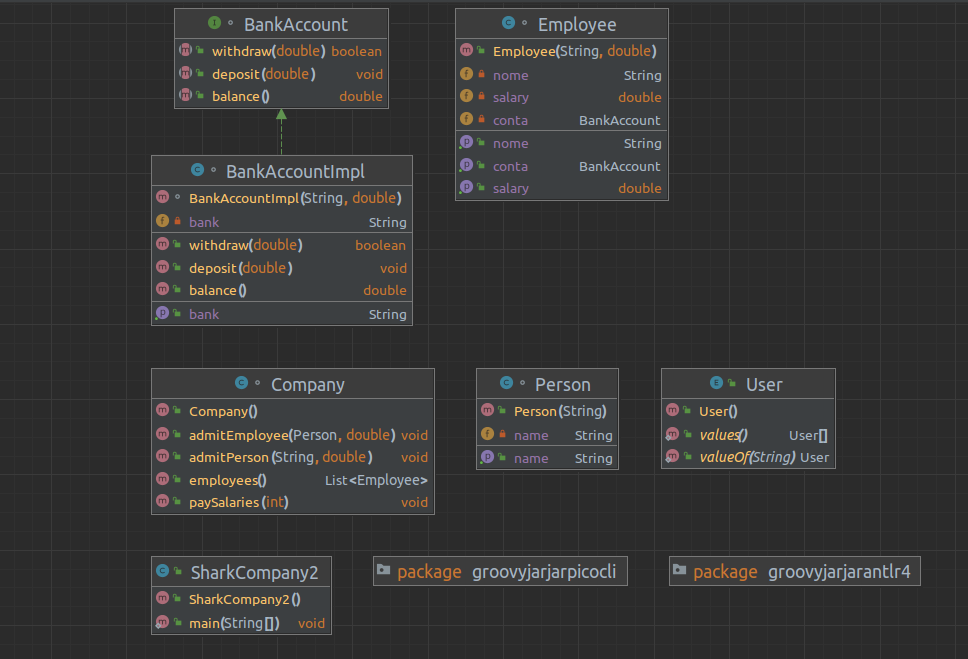 BankAccount
withdraw(double) boolean
deposit(double) void
balance() double
Employee
Employee(String, double)
nome String
salary double
conta BankAccount
nome String
conta BankAccount
salary double
BankAccountImpl
BankAccountImpl(String, double)
bank String
withdraw(double) boolean
deposit(double) void
balance() double
bank String
Company
Company()
admitEmployee(Person, double) void
admitPerson(String, double) void
employees() List<Employee>
paySalaries(int) void
Person
Person(String)
name String
name String
User
User()
values() User[]
valueOf(String) User
SharkCompany2
SharkCompany2()
main(String[]) void
package groovyjarjarpicocli
package groovyjarjarantlr4